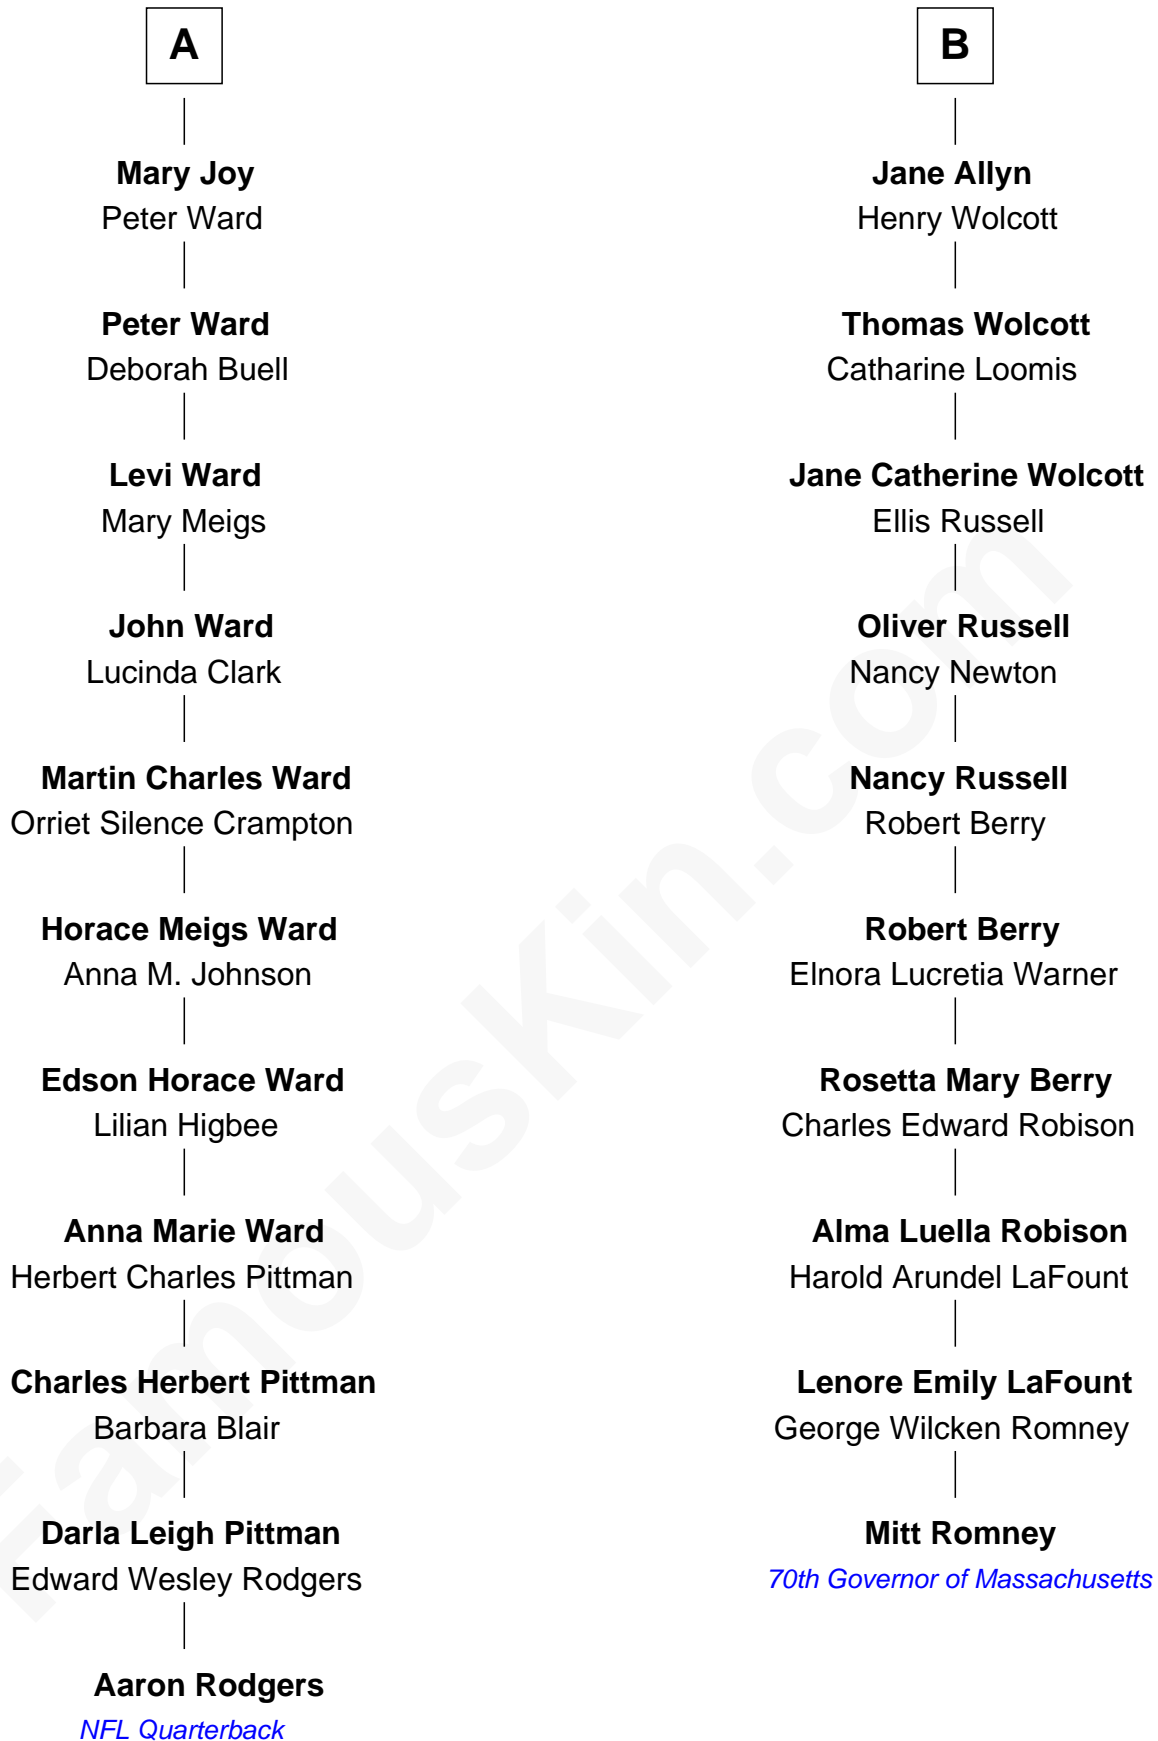 A
Mary Joy
Peter Ward
Peter Ward
Deborah Buell
Levi Ward
Mary Meigs
John Ward
Lucinda Clark
Martin Charles Ward
Orriet Silence Crampton
Horace Meigs Ward
Anna M. Johnson
Edson Horace Ward
Lilian Higbee
Anna Marie Ward
Herbert Charles Pittman
Charles Herbert Pittman
Barbara Blair
Darla Leigh Pittman
Edward Wesley Rodgers
Aaron Rodgers
NFL Quarterback
B
Jane Allyn
Henry Wolcott
Thomas Wolcott
Catharine Loomis
Jane Catherine Wolcott
Ellis Russell
Oliver Russell
Nancy Newton
Nancy Russell
Robert Berry
Robert Berry
Elnora Lucretia Warner
Rosetta Mary Berry
Charles Edward Robison
Alma Luella Robison
Harold Arundel LaFount
Lenore Emily LaFount
George Wilcken Romney
Mitt Romney
70th Governor of Massachusetts
FamousKin.com